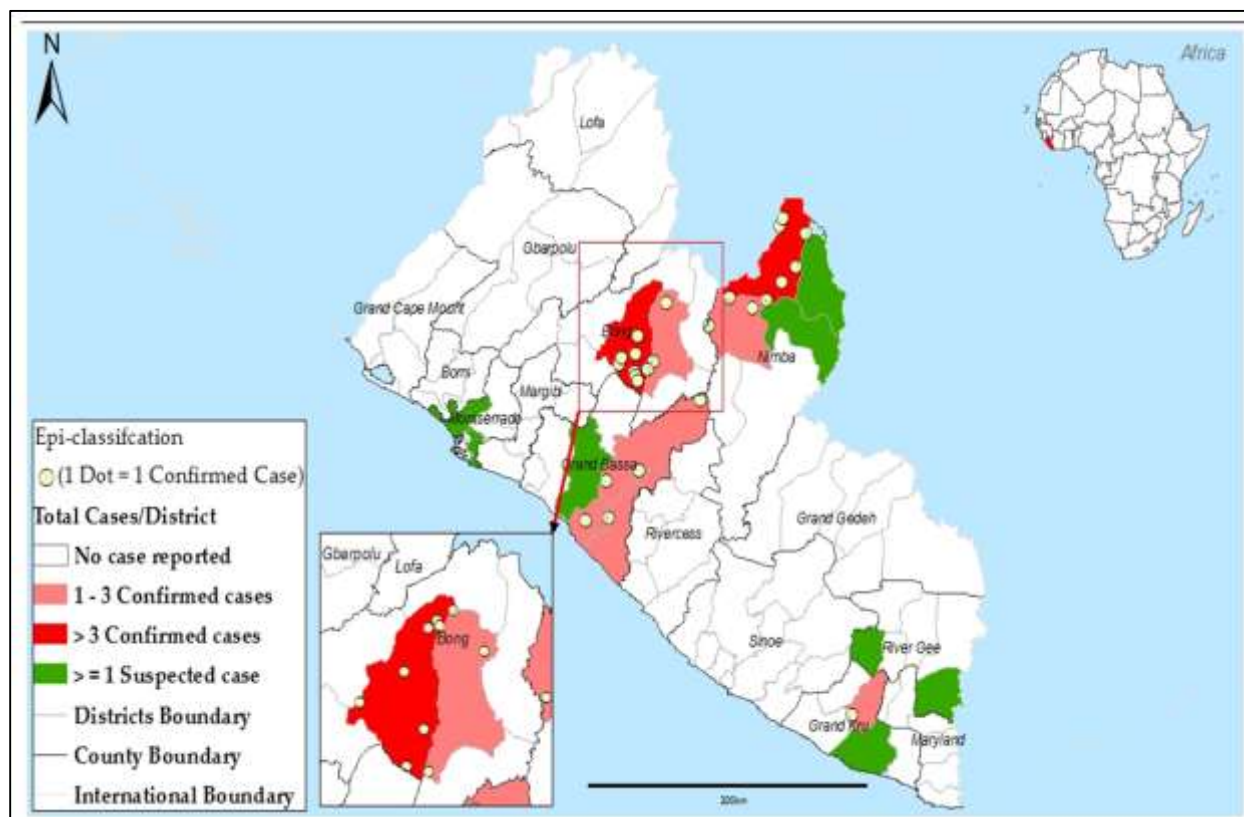 N
Africa
Lofa
Gbarpolu
Grand Cape Mount
Bong
Bomi
Nimba
Margibi
Montserrado
Grand Bassa
Grand Gedeh
Rivercess
Sinoe
River Gee
Grand Kru
Maryland
Epi-classifcation
(1 Dot = 1 Confirmed Case)
Total Cases/District
No case reported
1 - 3 Confirmed cases
> 3 Confirmed cases
> = 1 Suspected case
Districts Boundary
County Boundary
International Boundary
Gbarpolu
Lofa
Bong